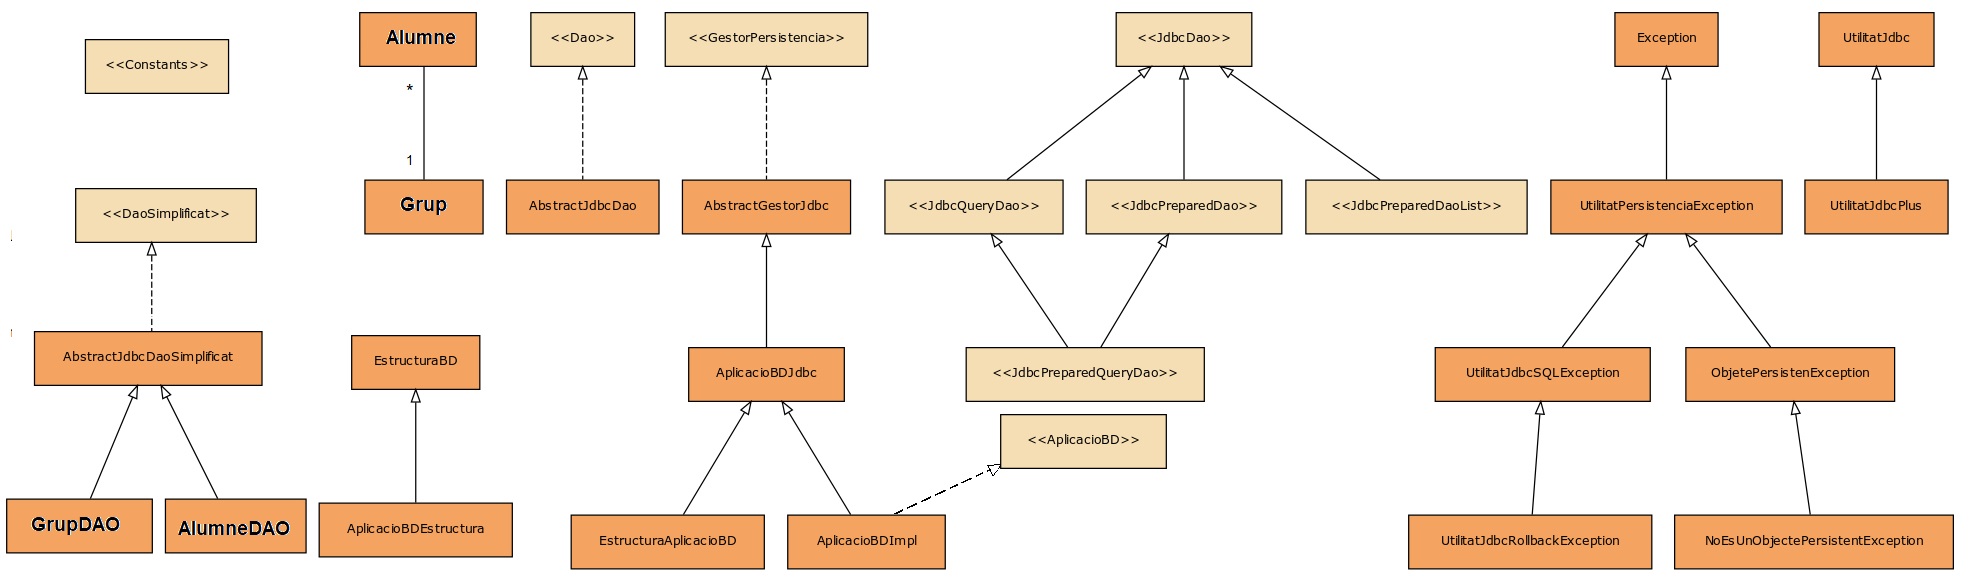 <<Constants>>
Alumne
<<Dao>>
<<GestorPersistencia>>
<<JdbcDao>>
Exception
UtilitatJdbc
*
1
<<DaoSimplificat>>
Grup
AbstractJdbcDao
AbstractGestorJdbc
<<JdbcQueryDao>>
<<JdbcPreparedDao>>
<<JdbcPreparedDaoList>>
UtilitatPersistenciaException
UtilitatJdbcPlus
AbstractJdbcDaoSimplificat
EstructuraBD
AplicacioBDJdbc
<<JdbcPreparedQueryDao>>
UtilitatJdbcSQLException
ObjetePersistenException
<<AplicacioBD>>
GrupDAO
AlumneDAO
AplicacioBDEstructura
EstructuraAplicacioBD
AplicacioBDImpl
UtilitatJdbcRollbackException
NoEsUnObjectePersistentException